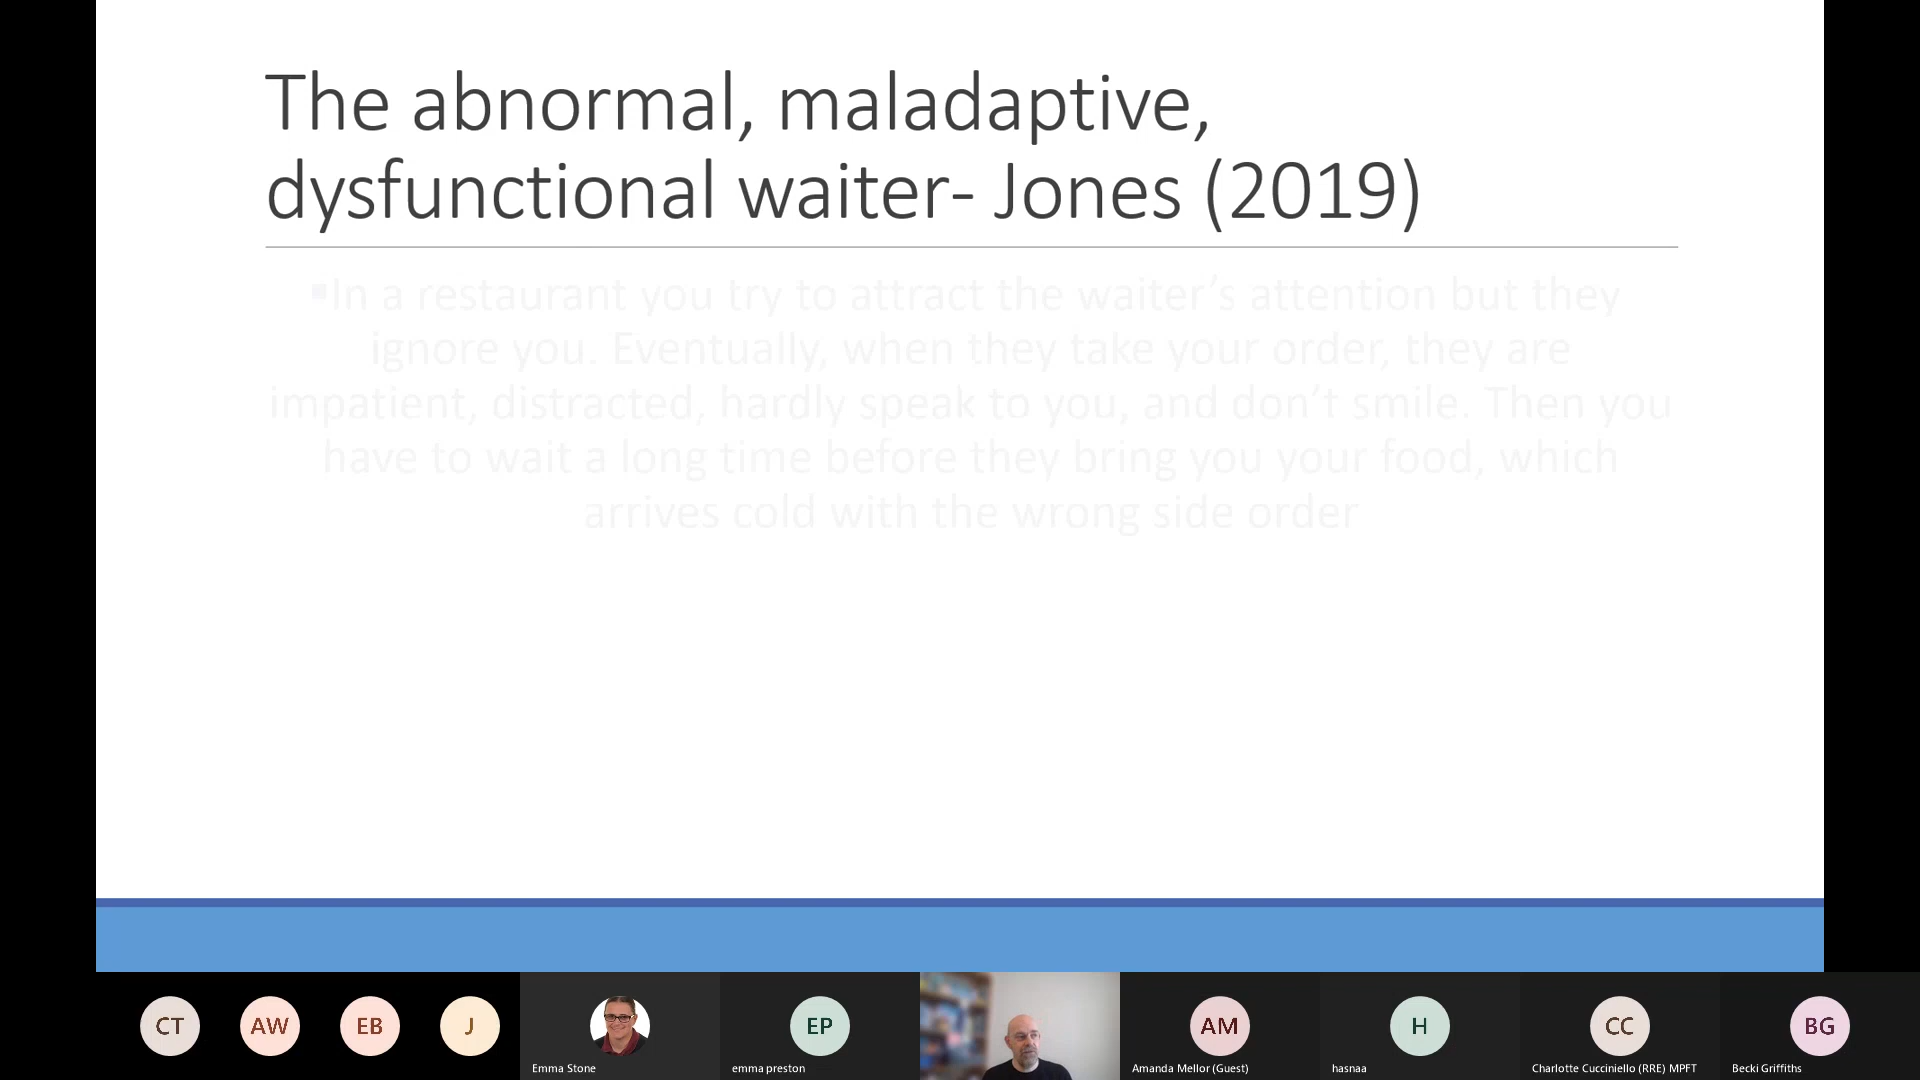 The abnormal, maladaptive,
dysfunctional waiter- Jones (2019)
▪In a restaurant you try to attract the waiter’s attention but they
ignore you. Eventually, when they take your order, they are
impatient, distracted, hardly speak to you, and don’t smile. Then you
have to wait a long time before they bring you your food, which
arrives cold with the wrong side order
CT
AW
EB
J
Emma Stone
EP
emma preston
AM
Amanda Mellor (Guest)
H
hasnaa
CC
Charlotte Cucciniello (RRE) MPFT
BG
Becki Griffiths